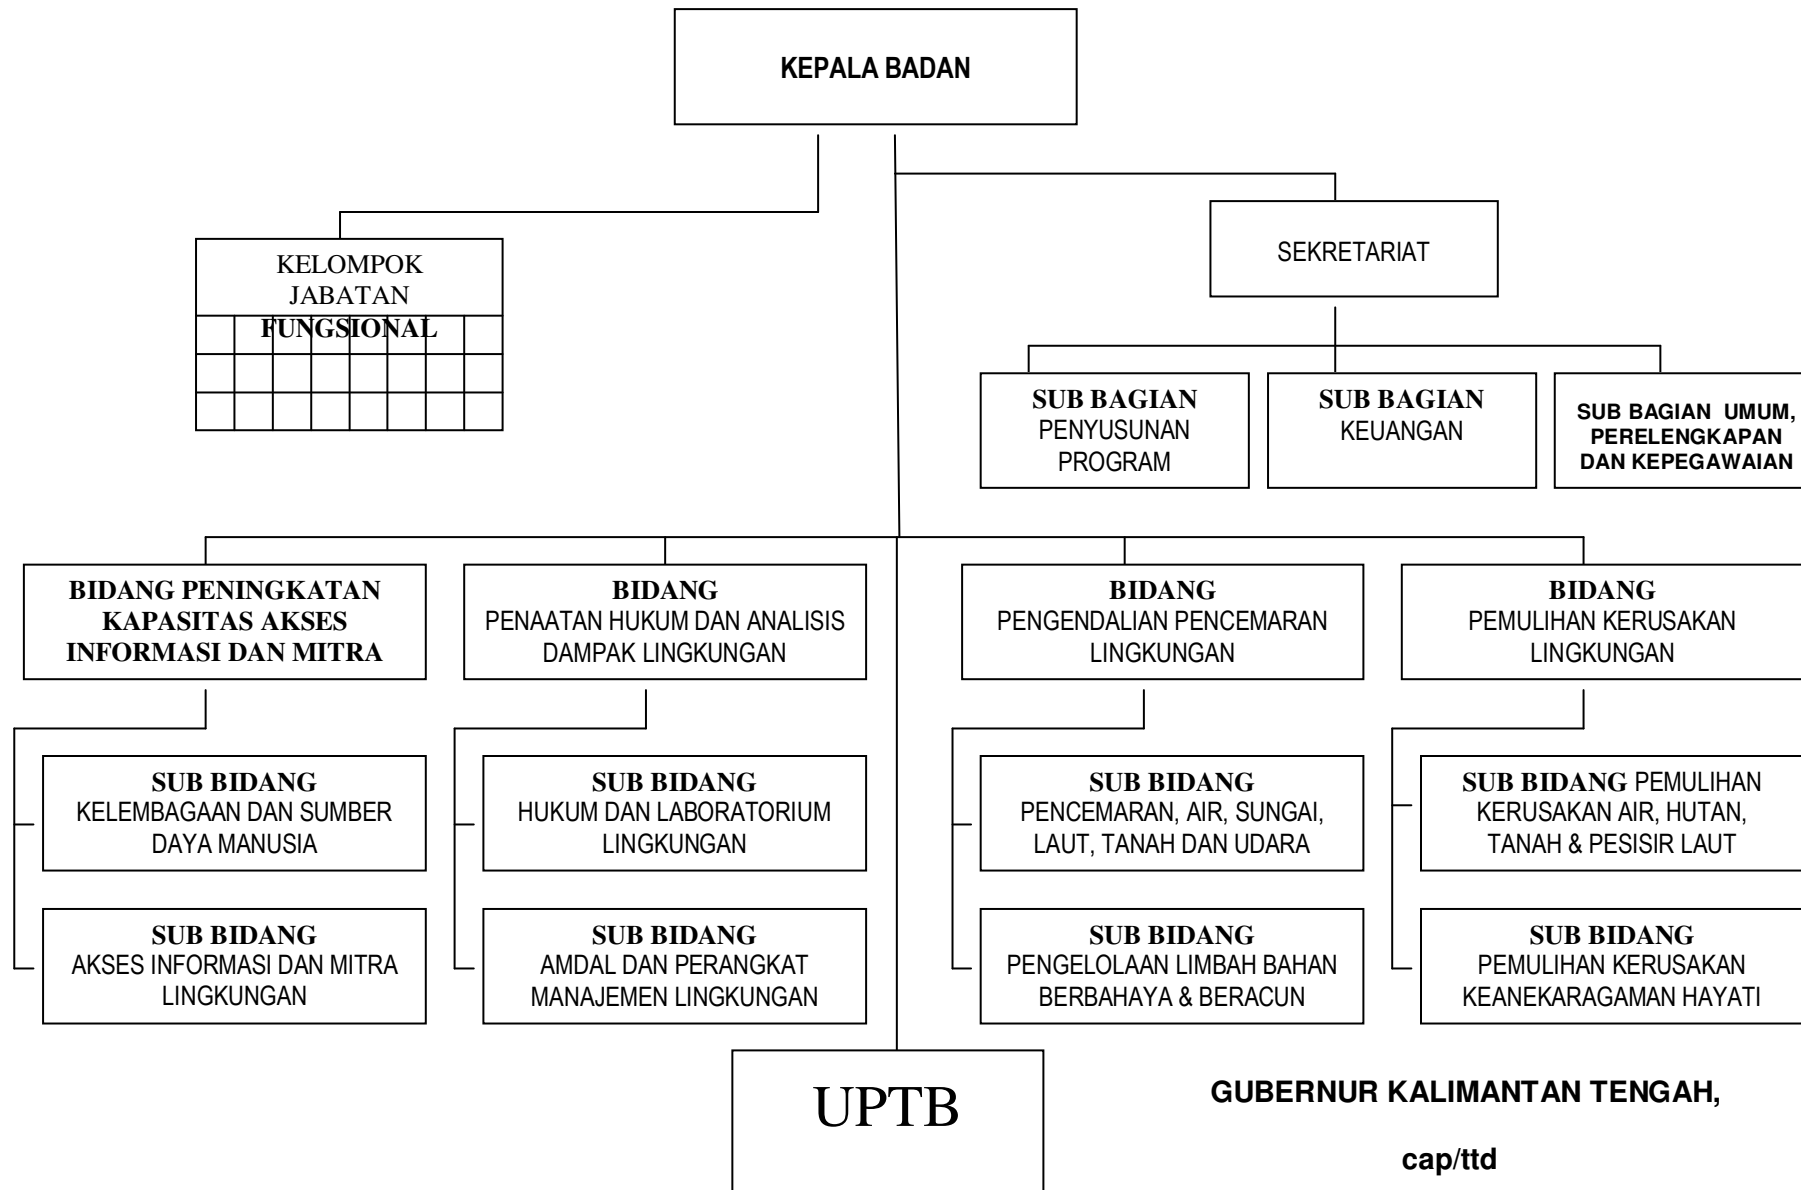 KEPALA BADAN
SEKRETARIAT
KELOMPOK
JABATAN
FUNGSIONAL
SUB BAGIAN
PENYUSUNAN
PROGRAM
SUB BAGIAN
KEUANGAN
SUB BAGIAN UMUM,
PERELENGKAPAN
DAN KEPEGAWAIAN
BIDANG PENINGKATAN
KAPASITAS AKSES
INFORMASI DAN MITRA
BIDANG
PENAATAN HUKUM DAN ANALISIS
DAMPAK LINGKUNGAN
BIDANG
PENGENDALIAN PENCEMARAN
LINGKUNGAN
BIDANG
PEMULIHAN KERUSAKAN
LINGKUNGAN
SUB BIDANG
KELEMBAGAAN DAN SUMBER
DAYA MANUSIA
SUB BIDANG
HUKUM DAN LABORATORIUM
LINGKUNGAN
SUB BIDANG
PENCEMARAN, AIR, SUNGAI,
LAUT, TANAH DAN UDARA
SUB BIDANG PEMULIHAN
KERUSAKAN AIR, HUTAN,
TANAH & PESISIR LAUT
SUB BIDANG
AKSES INFORMASI DAN MITRA
LINGKUNGAN
SUB BIDANG
AMDAL DAN PERANGKAT
MANAJEMEN LINGKUNGAN
SUB BIDANG
PENGELOLAAN LIMBAH BAHAN
BERBAHAYA & BERACUN
SUB BIDANG
PEMULIHAN KERUSAKAN
KEANEKARAGAMAN HAYATI
UPTB
GUBERNUR KALIMANTAN TENGAH,
cap/ttd